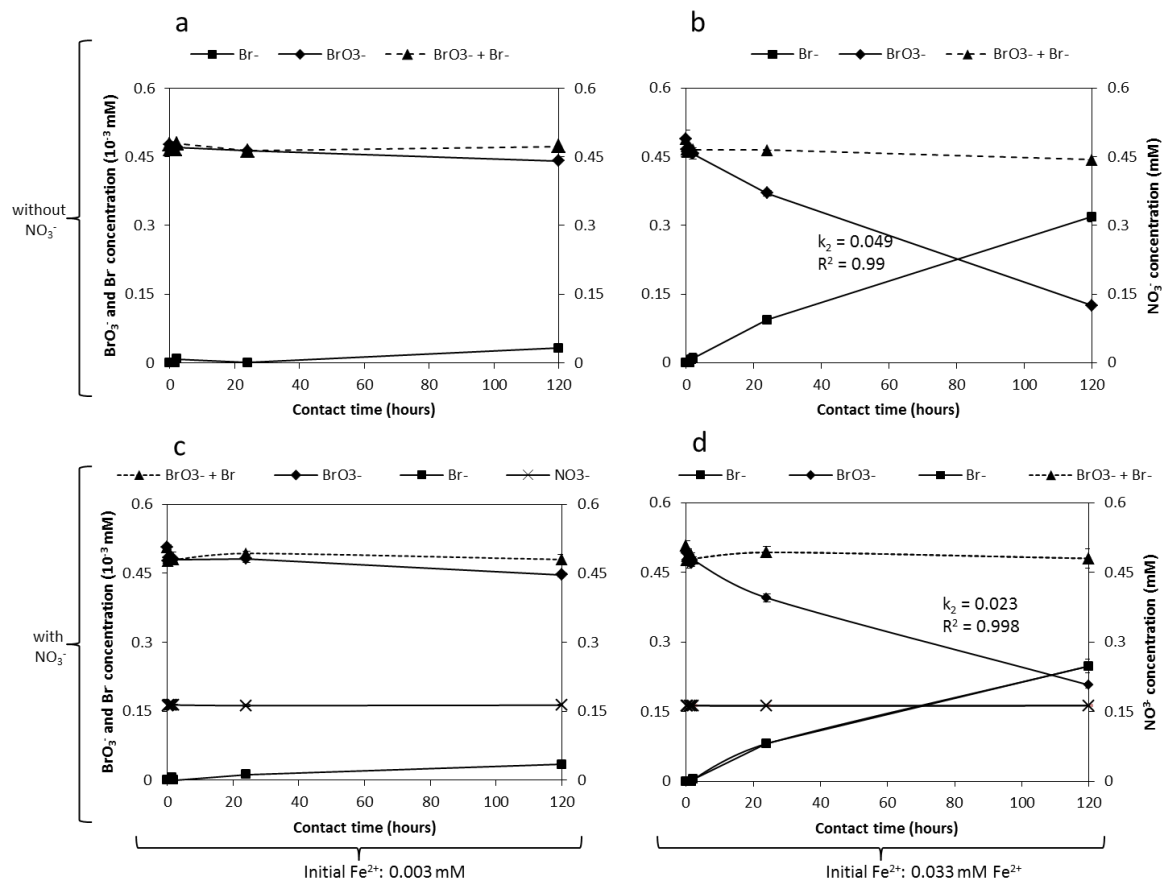 a
Br- BrO3- BrO3- + Br-
0.6
0.45
0.3
0.15
0
0.6
0.45
0.3
0.15
0
0 20 40 60 80 100 120
Contact time (hours)
BrO₃⁻ and Br⁻ concentration (10⁻³ mM)
without
NO₃⁻
b
Br- BrO3- BrO3- + Br-
0.6
0.45
0.3
0.15
0
0.6
0.45
0.3
0.15
0
k₂ = 0.049
R² = 0.99
0 20 40 60 80 100 120
Contact time (hours)
NO₃⁻ concentration (mM)
c
BrO3- + Br BrO3- Br- NO3-
0.6
0.45
0.3
0.15
0
0.6
0.45
0.3
0.15
0
0 20 40 60 80 100 120
Contact time (hours)
BrO₃⁻ and Br⁻ concentration (10⁻³ mM)
with
NO₃⁻
d
Br- BrO3- Br- BrO3- + Br-
0.6
0.45
0.3
0.15
0
0.6
0.45
0.3
0.15
0
k₂ = 0.023
R² = 0.998
0 20 40 60 80 100 120
Contact time (hours)
NO³⁻ concentration (mM)
Initial Fe²⁺: 0.003 mM
Initial Fe²⁺: 0.033 mM Fe²⁺